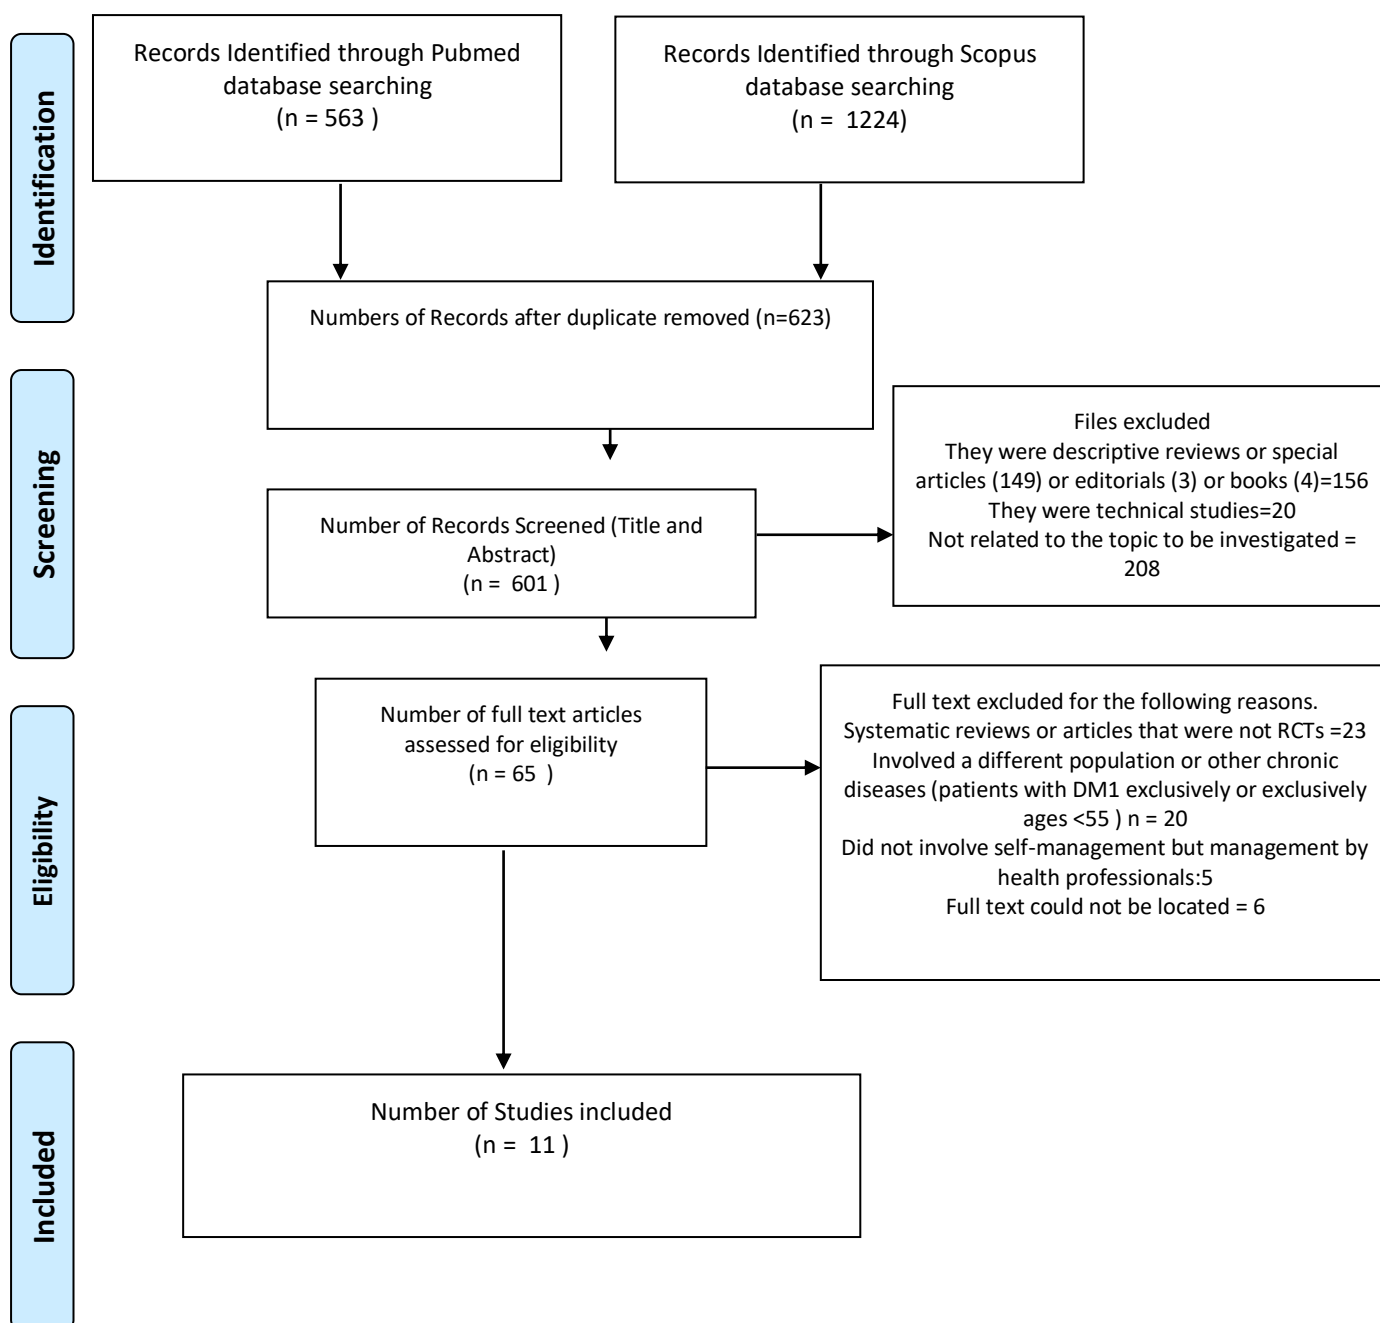 Identification
Records Identified through Pubmed
database searching
(n = 563 )
Records Identified through Scopus
database searching
(n = 1224)
Numbers of Records after duplicate removed (n=623)
Screening
Number of Records Screened (Title and
Abstract)
(n = 601 )
Files excluded
They were descriptive reviews or special
articles (149) or editorials (3) or books (4)=156
They were technical studies=20
Not related to the topic to be investigated =
208
Eligibility
Number of full text articles
assessed for eligibility
(n = 65 )
Full text excluded for the following reasons.
Systematic reviews or articles that were not RCTs =23
Involved a different population or other chronic
diseases (patients with DM1 exclusively or exclusively
ages <55 ) n = 20
Did not involve self-management but management by
health professionals:5
Full text could not be located = 6
Included
Number of Studies included
(n = 11 )